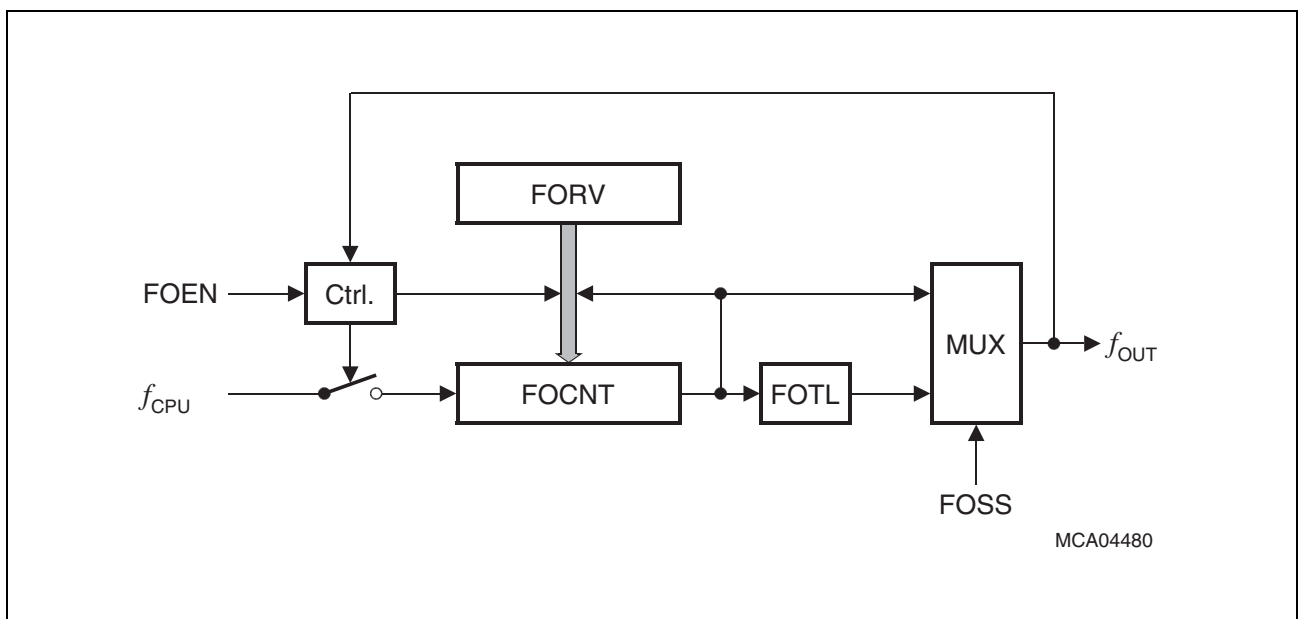 FORV
FOEN
Ctrl.
MUX
fOUT
fCPU
FOCNT
FOTL
FOSS
MCA04480